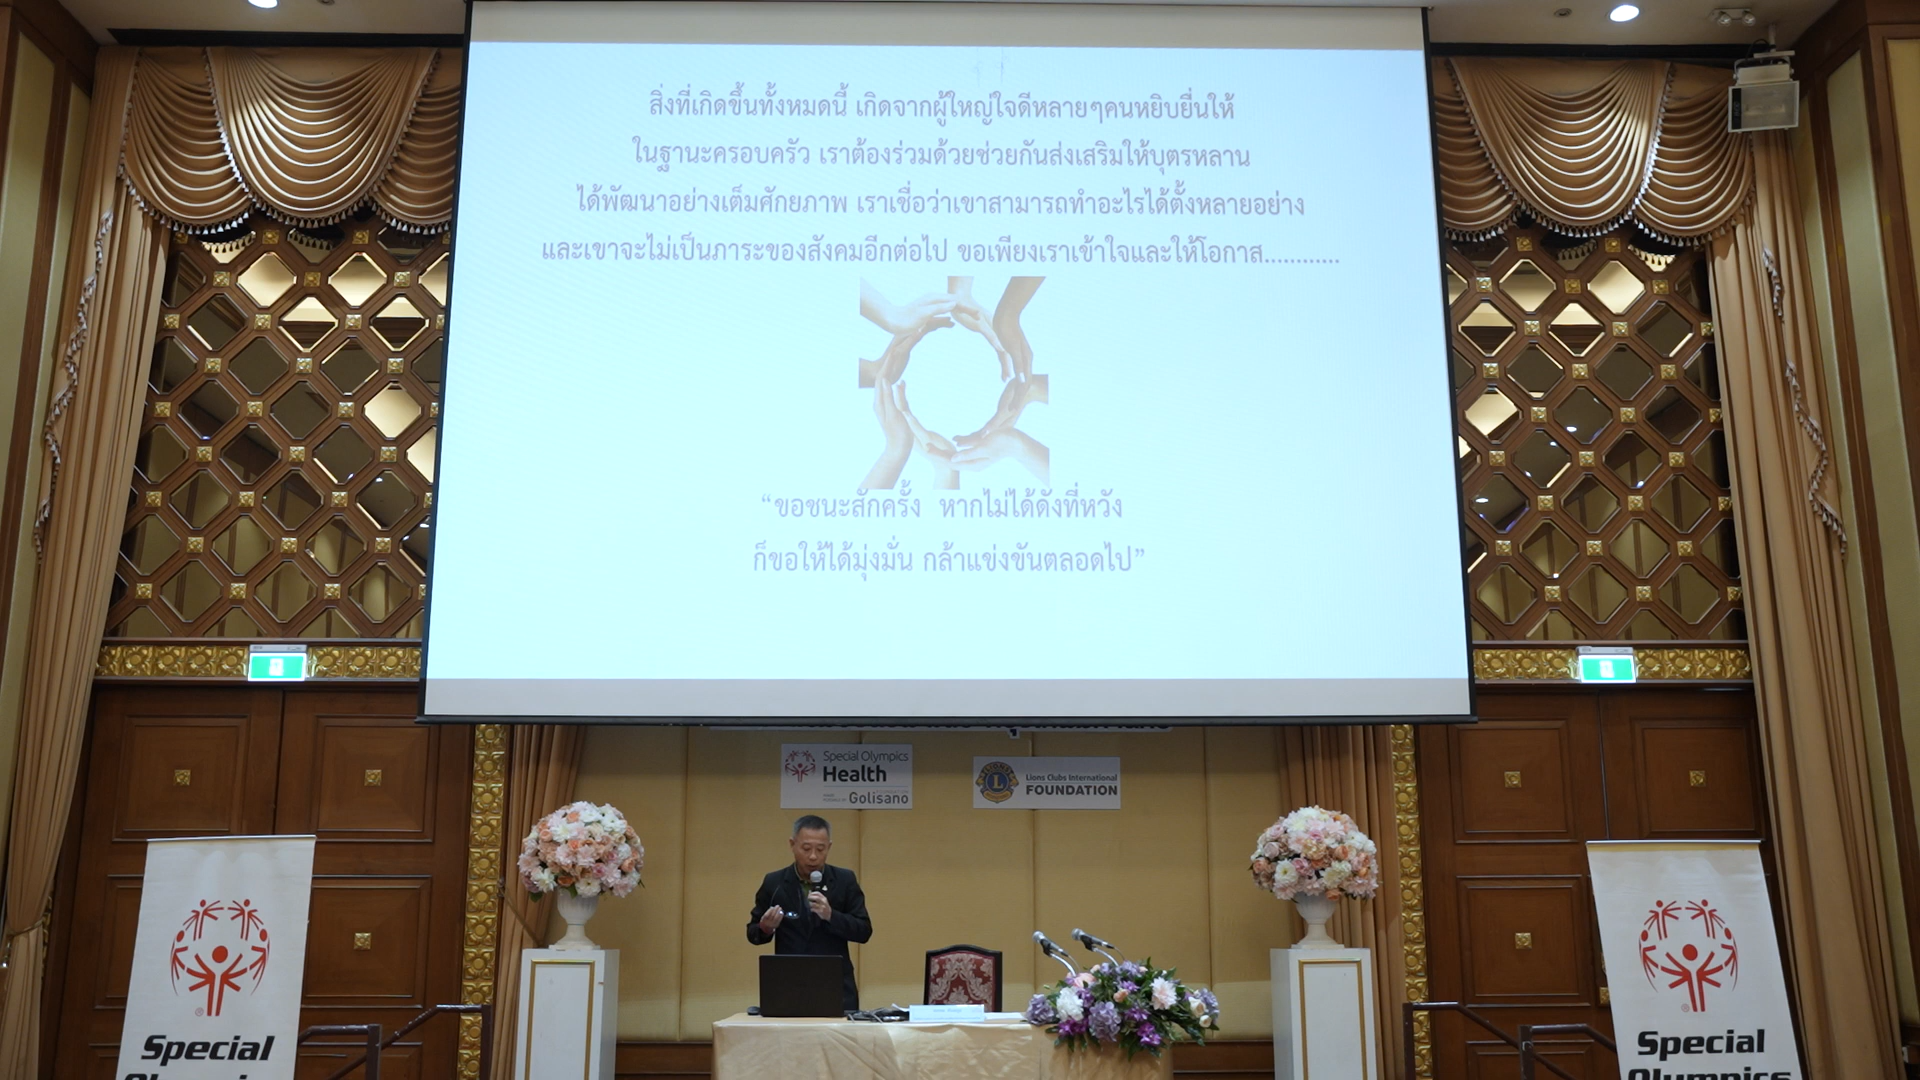 สิ่งที่เกิดขึ้นทั้งหมดนี้ เกิดจากผู้ใหญ่ใจดีหลายๆคนหยิบยื่นให้
ในฐานะครอบครัว เราต้องร่วมด้วยช่วยกันส่งเสริมให้บุตรหลาน
ได้พัฒนาอย่างเต็มศักยภาพ เราเชื่อว่าเขาสามารถทำอะไรได้ตั้งหลายอย่าง
และเขาจะไม่เป็นภาระของสังคมอีกต่อไป ขอเพียงเราเข้าใจและให้โอกาส............
“ขอชนะสักครั้ง หากไม่ได้ดังที่หวัง
ก็ขอให้ได้มุ่งมั่น กล้าแข่งขันตลอดไป”
Special Olympics
Health
Golisano
LIONS
L
Lions Clubs International
FOUNDATION
Special
Olympics
Special
Olympics